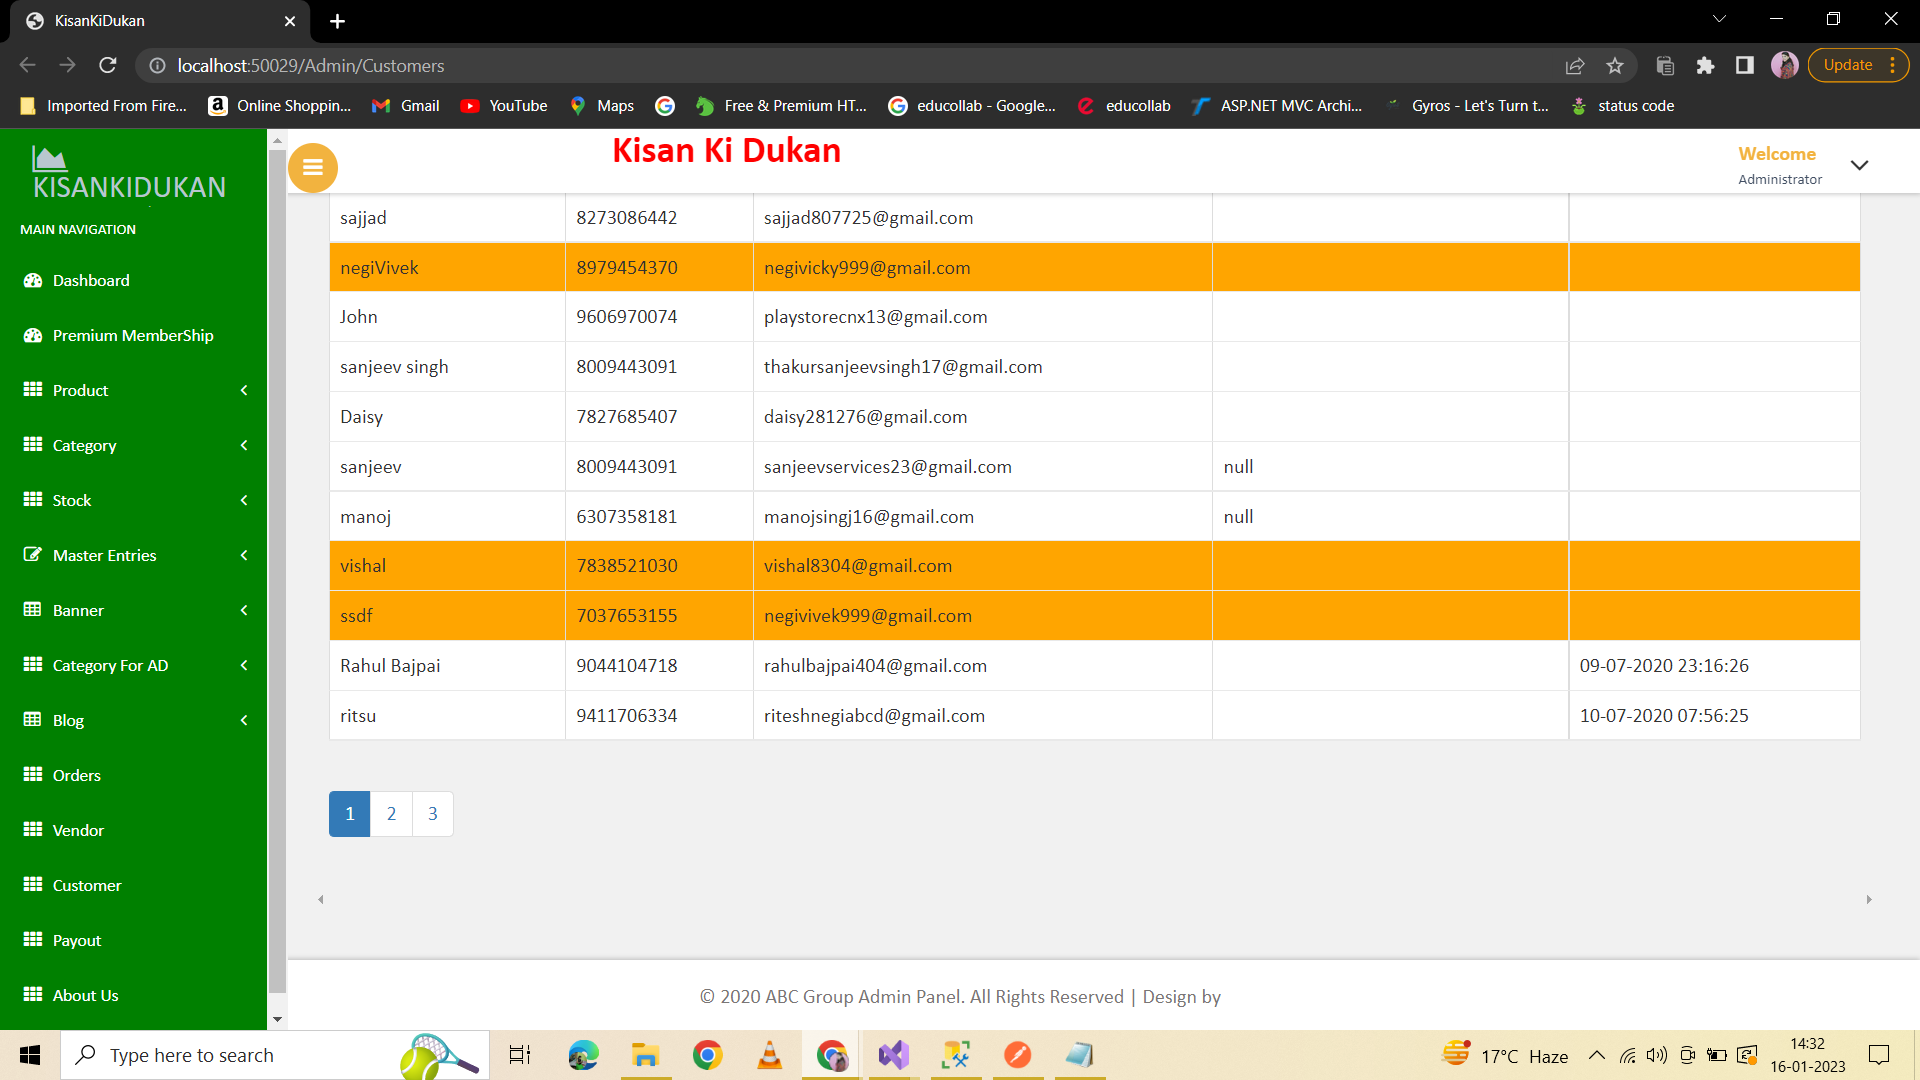 KisanKiDukan
localhost:50029/Admin/Customers
Update
Imported From Fire...
Online Shoppin...
Gmail
YouTube
Maps
Free & Premium HT...
educollab - Google...
educollab
ASP.NET MVC Archi...
Gyros - Let's Turn t...
status code
KISANKIDUKAN
MAIN NAVIGATION
Dashboard
Premium MemberShip
Product
Category
Stock
Master Entries
Banner
Category For AD
Blog
Orders
Vendor
Customer
Payout
About Us
Kisan Ki Dukan
Welcome
Administrator
sajjad 8273086442 sajjad807725@gmail.com
negiVivek 8979454370 negivicky999@gmail.com
John 9606970074 playstorecnx13@gmail.com
sanjeev singh 8009443091 thakursanjeevsingh17@gmail.com
Daisy 7827685407 daisy281276@gmail.com
sanjeev 8009443091 sanjeevservices23@gmail.com null
manoj 6307358181 manojsingj16@gmail.com null
vishal 7838521030 vishal8304@gmail.com
ssdf 7037653155 negivivek999@gmail.com
Rahul Bajpai 9044104718 rahulbajpai404@gmail.com 09-07-2020 23:16:26
ritsu 9411706334 riteshnegiabcd@gmail.com 10-07-2020 07:56:25
1 2 3
© 2020 ABC Group Admin Panel. All Rights Reserved | Design by
Type here to search
17°C Haze
14:32
16-01-2023